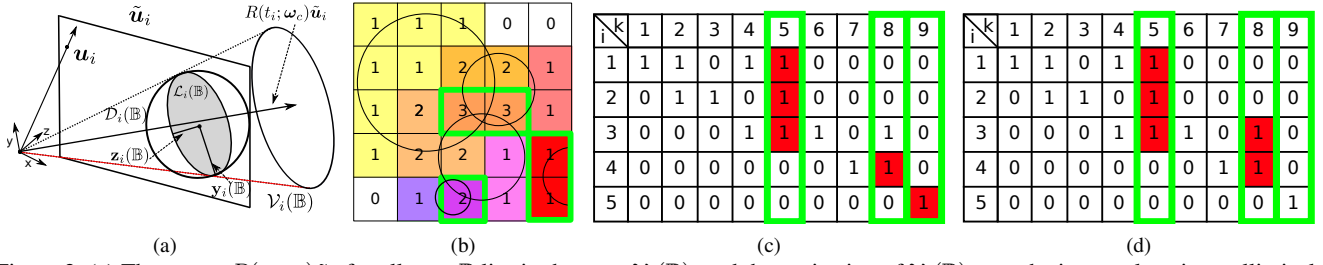 ũᵢ
R(tᵢ; ω_c)ũᵢ
uᵢ
ℒᵢ(𝔹)
𝒟ᵢ(𝔹)
y z
x
zᵢ(𝔹)
yᵢ(𝔹)
𝒱ᵢ(𝔹)
(a)
1 1 1 0 0
1 1 2 2 1
1 2 3 3 1
1 2 2 1 1
0 1 2 1 1
(b)
i k 1 2 3 4 5 6 7 8 9
1 1 1 0 1 1 0 0 0 0
2 0 1 1 0 1 0 0 0 0
3 0 0 0 1 1 1 0 1 0
4 0 0 0 0 0 0 1 1 0
5 0 0 0 0 0 0 0 0 1
(c)
i k 1 2 3 4 5 6 7 8 9
1 1 1 0 1 1 0 0 0 0
2 0 1 1 0 1 0 0 0 0
3 0 0 0 1 1 1 0 1 0
4 0 0 0 0 0 0 1 1 0
5 0 0 0 0 0 0 0 0 1
(d)